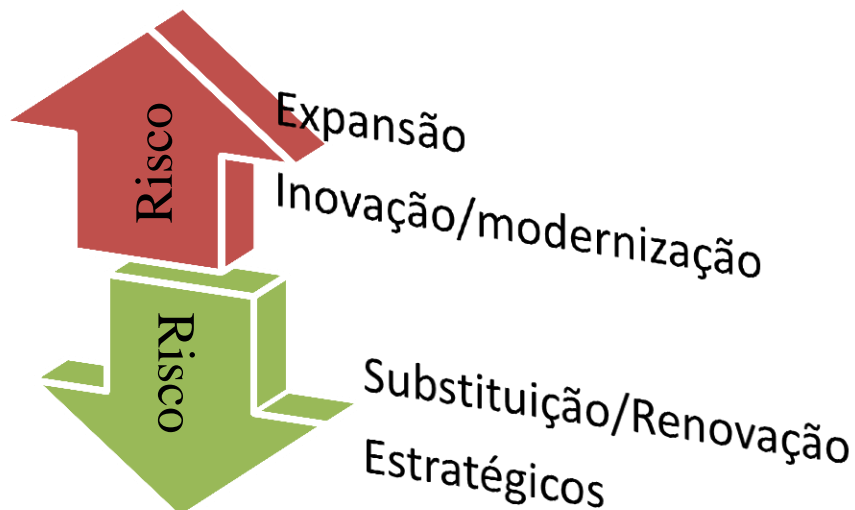 Risco
Expansão
Inovação/modernização
Risco
Substituição/Renovação
Estratégicos